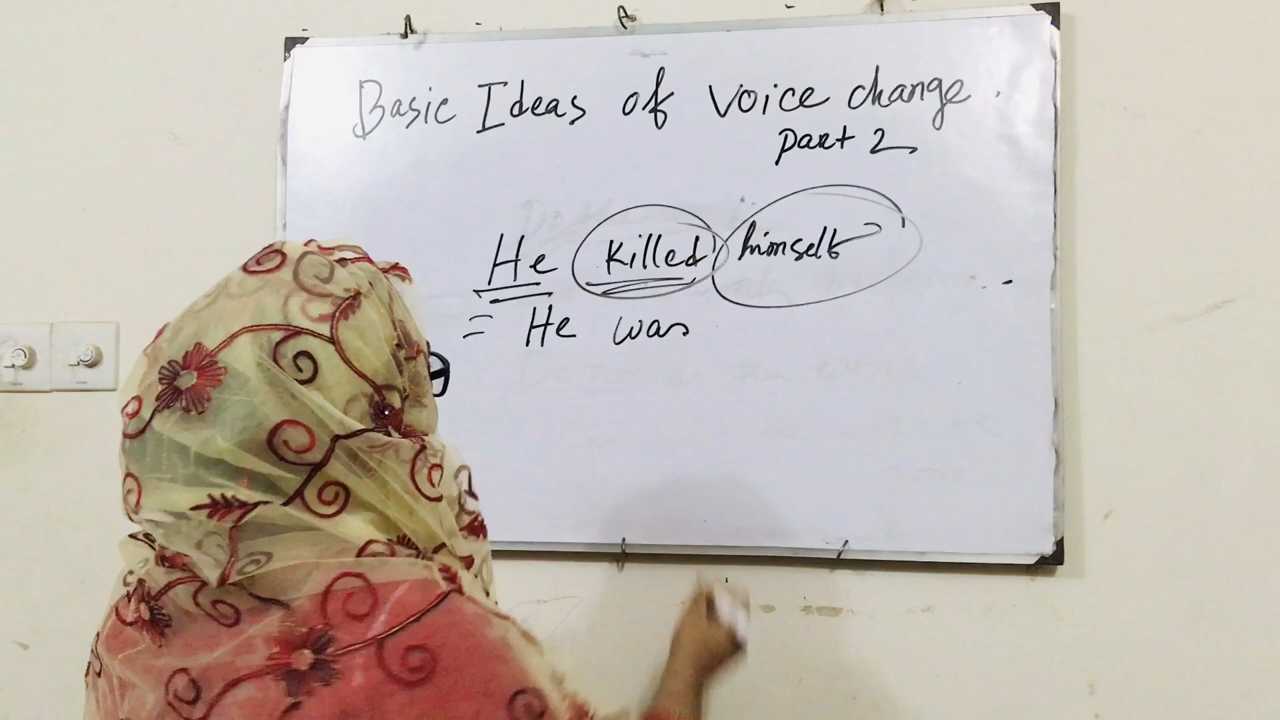 Basic Ideas of voice change.
part 2
He killed himself
= He was